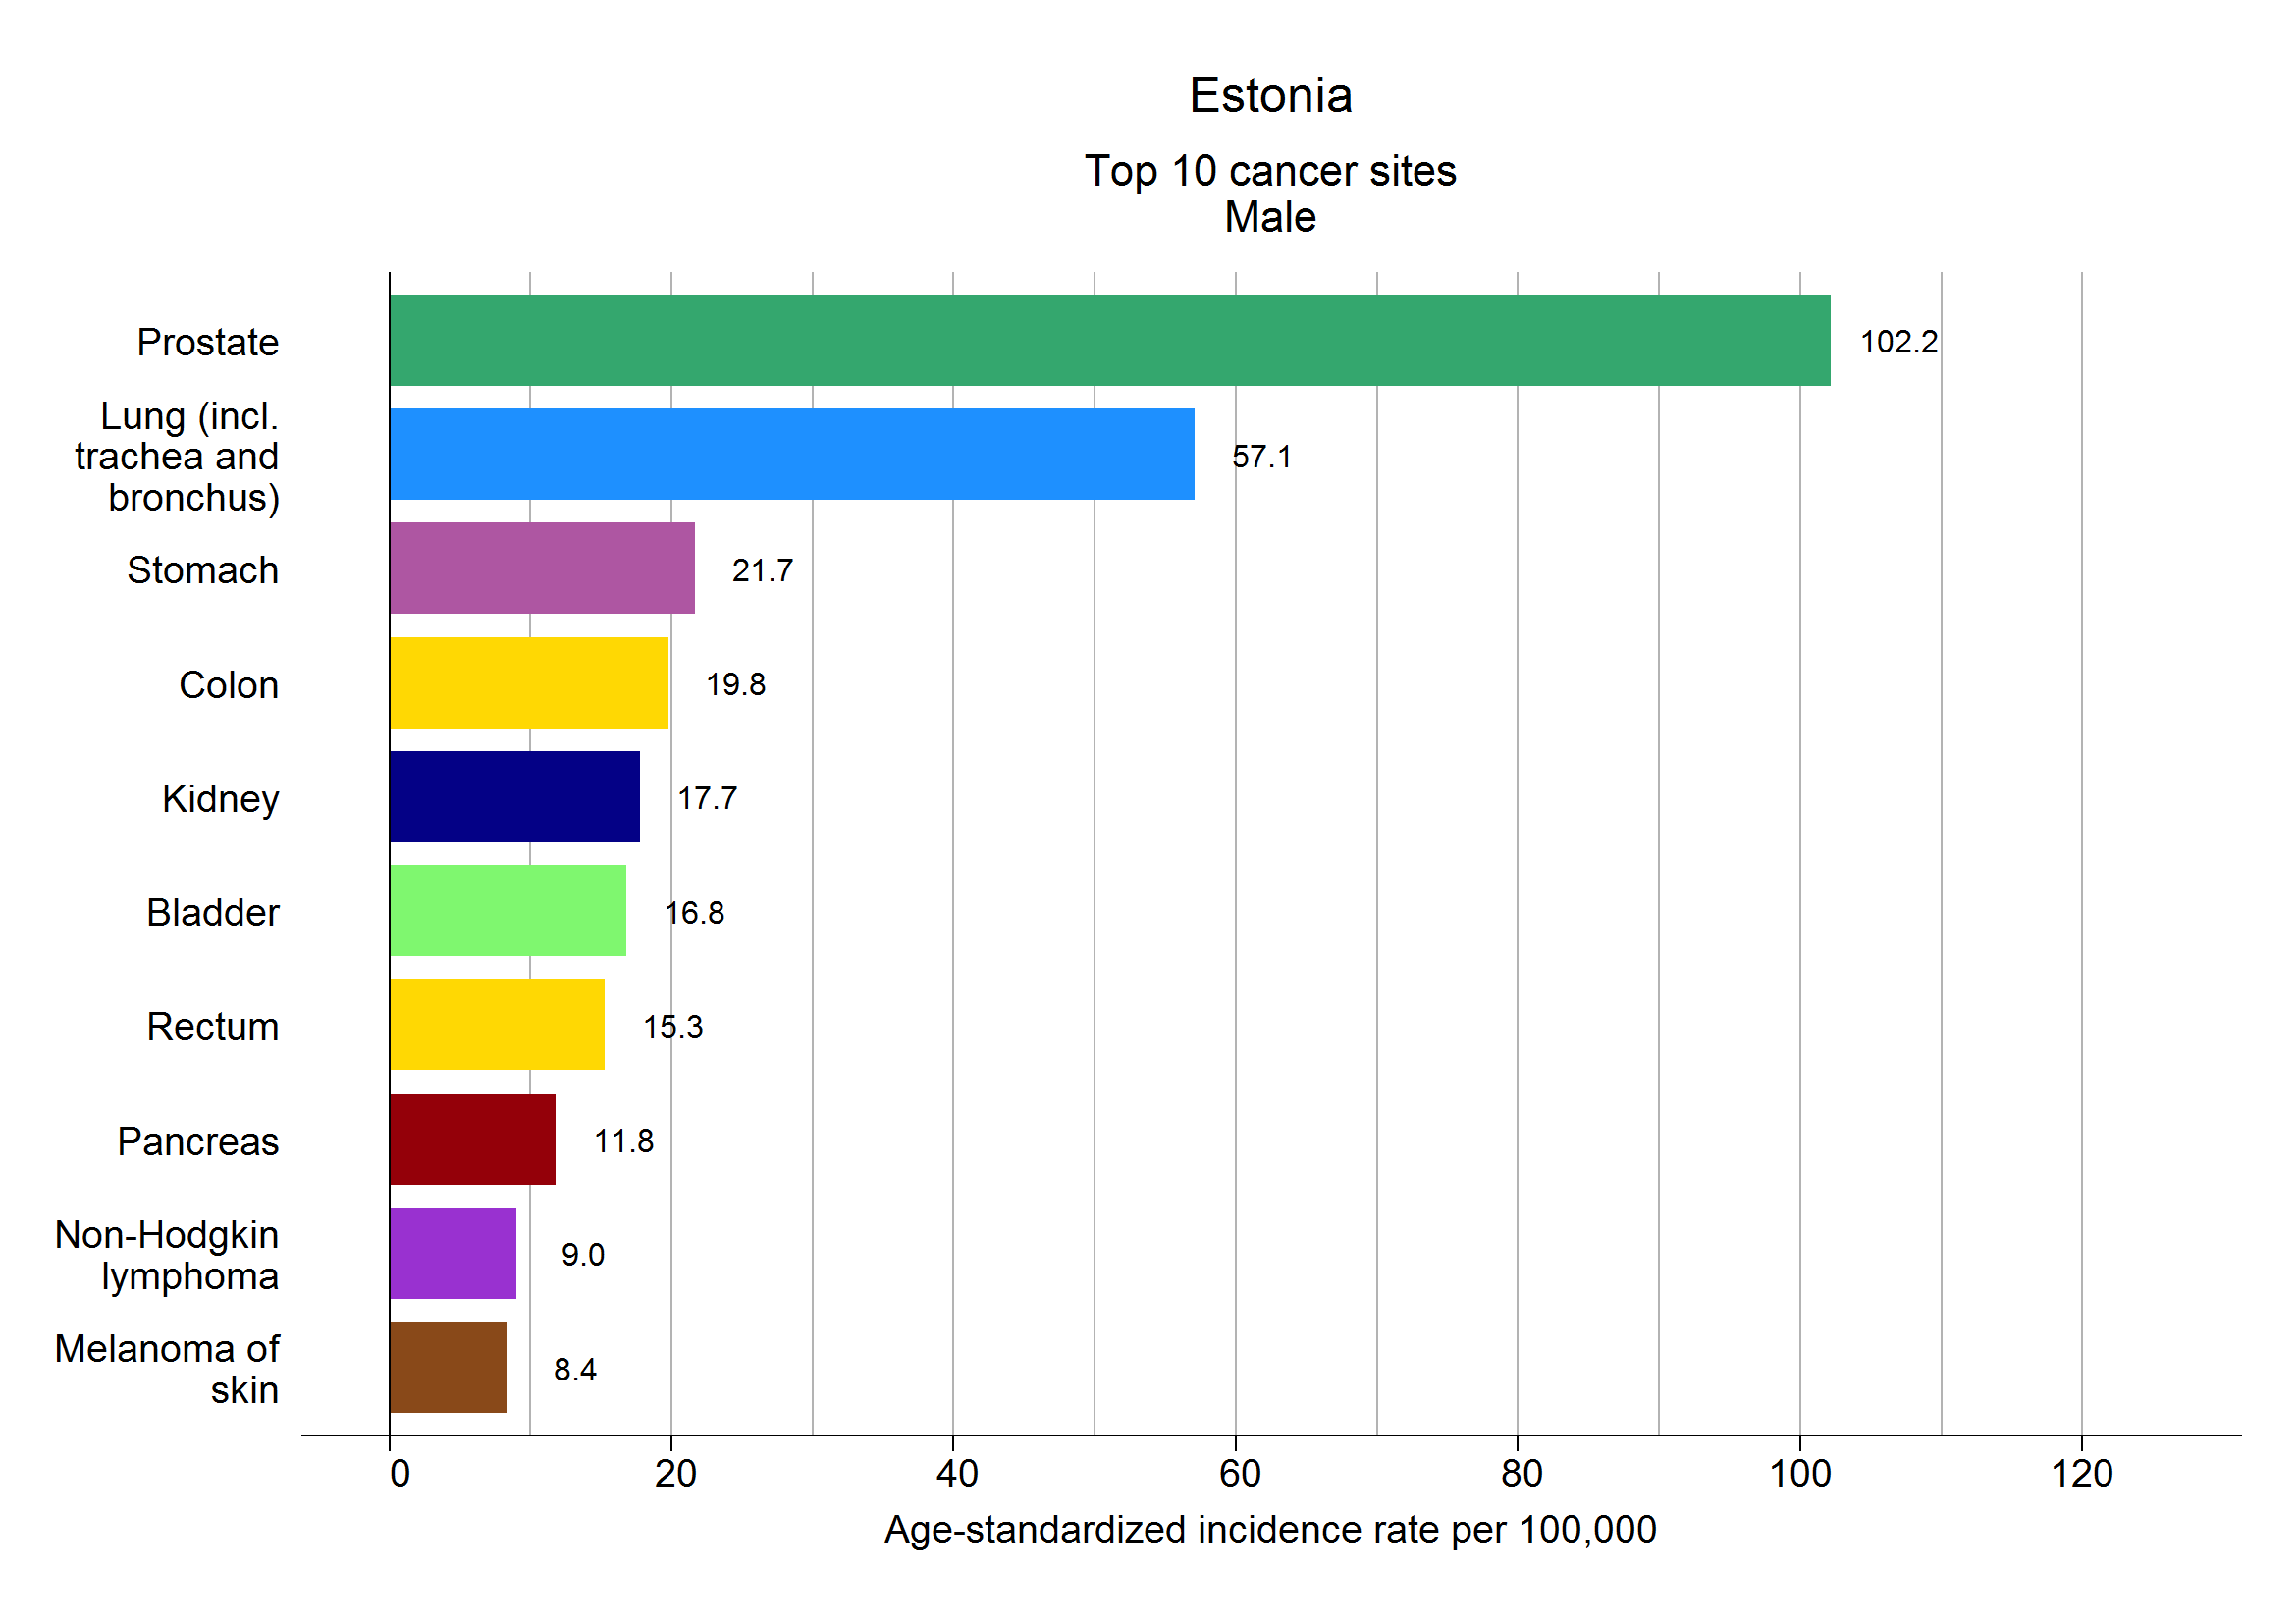 Estonia
Top 10 cancer sites
Male
Prostate
102.2
Lung (incl.
trachea and
bronchus)
57.1
Stomach
21.7
Colon
19.8
Kidney
17.7
Bladder
16.8
Rectum
15.3
Pancreas
11.8
Non-Hodgkin
lymphoma
9.0
Melanoma of
skin
8.4
0 20 40 60 80 100 120
Age-standardized incidence rate per 100,000